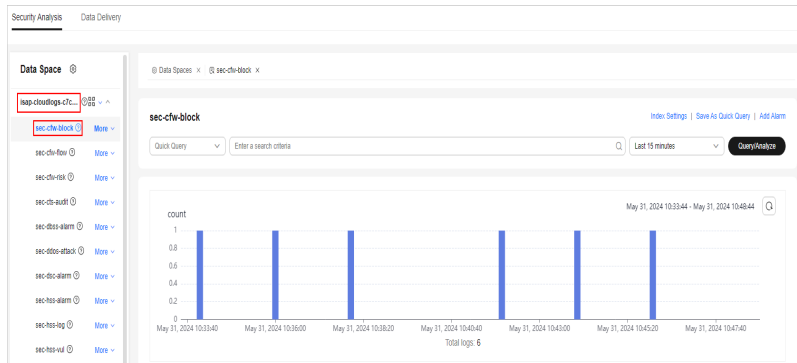 Security Analysis Data Delivery
Data Space
Data Spaces × sec-cfw-block ×
isap-cloudlogs-c7c...
sec-cfw-block More
sec-cfw-flow More
sec-cfw-risk More
sec-cts-audit More
sec-dbss-alarm More
sec-ddos-attack More
sec-dsc-alarm More
sec-hss-alarm More
sec-hss-log More
sec-hss-vul More
sec-cfw-block
Index Settings | Save As Quick Query | Add Alarm
Quick Query Enter a search criteria Last 15 minutes Query/Analyze
May 31, 2024 10:33:44 - May 31, 2024 10:48:44
count
1
0.8
0.6
0.4
0.2
0
May 31, 2024 10:33:40 May 31, 2024 10:36:00 May 31, 2024 10:38:20 May 31, 2024 10:40:40 May 31, 2024 10:43:00 May 31, 2024 10:45:20 May 31, 2024 10:47:40
Total logs: 6